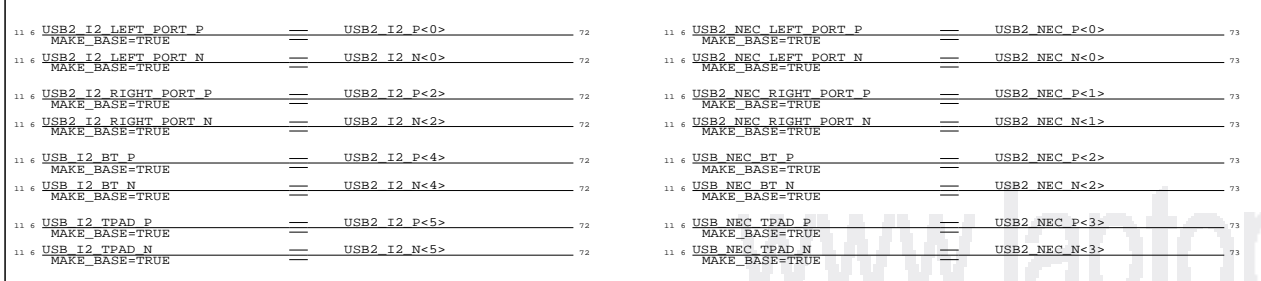 11 6 USB2_I2_LEFT_PORT_P USB2_I2_P<0> 72
MAKE_BASE=TRUE
11 6 USB2_I2_LEFT_PORT_N USB2_I2_N<0> 72
MAKE_BASE=TRUE
11 6 USB2_I2_RIGHT_PORT_P USB2_I2_P<2> 72
MAKE_BASE=TRUE
11 6 USB2_I2_RIGHT_PORT_N USB2_I2_N<2> 72
MAKE_BASE=TRUE
11 6 USB_I2_BT_P USB2_I2_P<4> 72
MAKE_BASE=TRUE
11 6 USB_I2_BT_N USB2_I2_N<4> 72
MAKE_BASE=TRUE
11 6 USB_I2_TPAD_P USB2_I2_P<5> 72
MAKE_BASE=TRUE
11 6 USB_I2_TPAD_N USB2_I2_N<5> 72
MAKE_BASE=TRUE
11 6 USB2_NEC_LEFT_PORT_P USB2_NEC_P<0> 73
MAKE_BASE=TRUE
11 6 USB2_NEC_LEFT_PORT_N USB2_NEC_N<0> 73
MAKE_BASE=TRUE
11 6 USB2_NEC_RIGHT_PORT_P USB2_NEC_P<1> 73
MAKE_BASE=TRUE
11 6 USB2_NEC_RIGHT_PORT_N USB2_NEC_N<1> 73
MAKE_BASE=TRUE
11 6 USB_NEC_BT_P USB2_NEC_P<2> 73
MAKE_BASE=TRUE
11 6 USB_NEC_BT_N USB2_NEC_N<2> 73
MAKE_BASE=TRUE
11 6 USB_NEC_TPAD_P USB2_NEC_P<3> 73
MAKE_BASE=TRUE
11 6 USB_NEC_TPAD_N USB2_NEC_N<3> 73
MAKE_BASE=TRUE